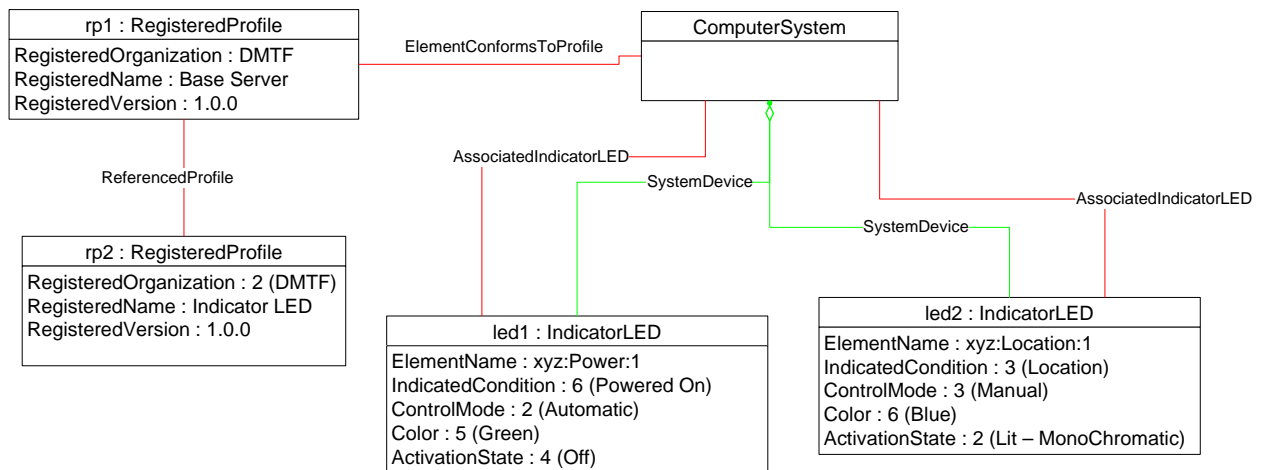 rp1 : RegisteredProfile
RegisteredOrganization : DMTF
RegisteredName : Base Server
RegisteredVersion : 1.0.0
ElementConformsToProfile
ComputerSystem
ReferencedProfile
AssociatedIndicatorLED
SystemDevice
AssociatedIndicatorLED
SystemDevice
rp2 : RegisteredProfile
RegisteredOrganization : 2 (DMTF)
RegisteredName : Indicator LED
RegisteredVersion : 1.0.0
led1 : IndicatorLED
ElementName : xyz:Power:1
IndicatedCondition : 6 (Powered On)
ControlMode : 2 (Automatic)
Color : 5 (Green)
ActivationState : 4 (Off)
led2 : IndicatorLED
ElementName : xyz:Location:1
IndicatedCondition : 3 (Location)
ControlMode : 3 (Manual)
Color : 6 (Blue)
ActivationState : 2 (Lit – MonoChromatic)